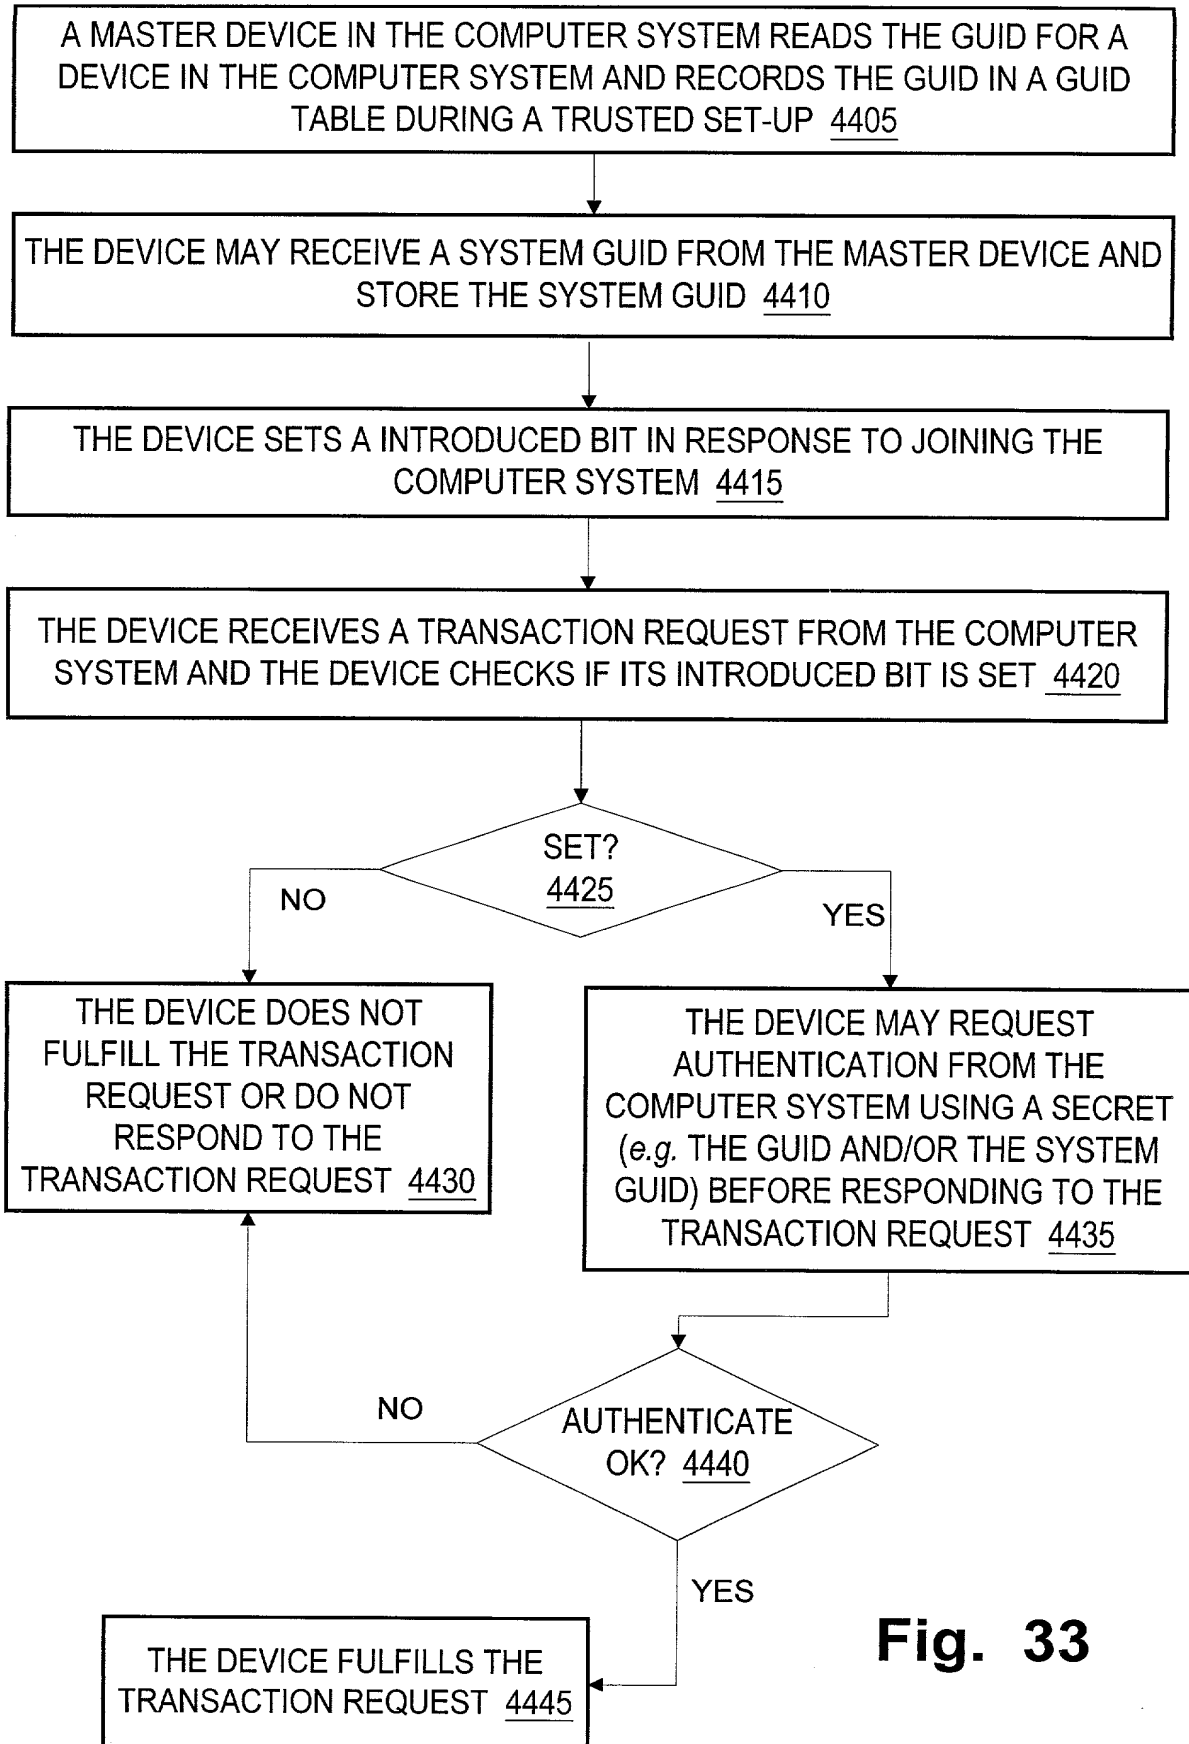 A MASTER DEVICE IN THE COMPUTER SYSTEM READS THE GUID FOR A
DEVICE IN THE COMPUTER SYSTEM AND RECORDS THE GUID IN A GUID
TABLE DURING A TRUSTED SET-UP 4405
THE DEVICE MAY RECEIVE A SYSTEM GUID FROM THE MASTER DEVICE AND
STORE THE SYSTEM GUID 4410
THE DEVICE SETS A INTRODUCED BIT IN RESPONSE TO JOINING THE
COMPUTER SYSTEM 4415
THE DEVICE RECEIVES A TRANSACTION REQUEST FROM THE COMPUTER
SYSTEM AND THE DEVICE CHECKS IF ITS INTRODUCED BIT IS SET 4420
SET?
4425
NO
YES
THE DEVICE DOES NOT
FULFILL THE TRANSACTION
REQUEST OR DO NOT
RESPOND TO THE
TRANSACTION REQUEST 4430
THE DEVICE MAY REQUEST
AUTHENTICATION FROM THE
COMPUTER SYSTEM USING A SECRET
(e.g. THE GUID AND/OR THE SYSTEM
GUID) BEFORE RESPONDING TO THE
TRANSACTION REQUEST 4435
NO
AUTHENTICATE
OK? 4440
YES
THE DEVICE FULFILLS THE
TRANSACTION REQUEST 4445
Fig. 33